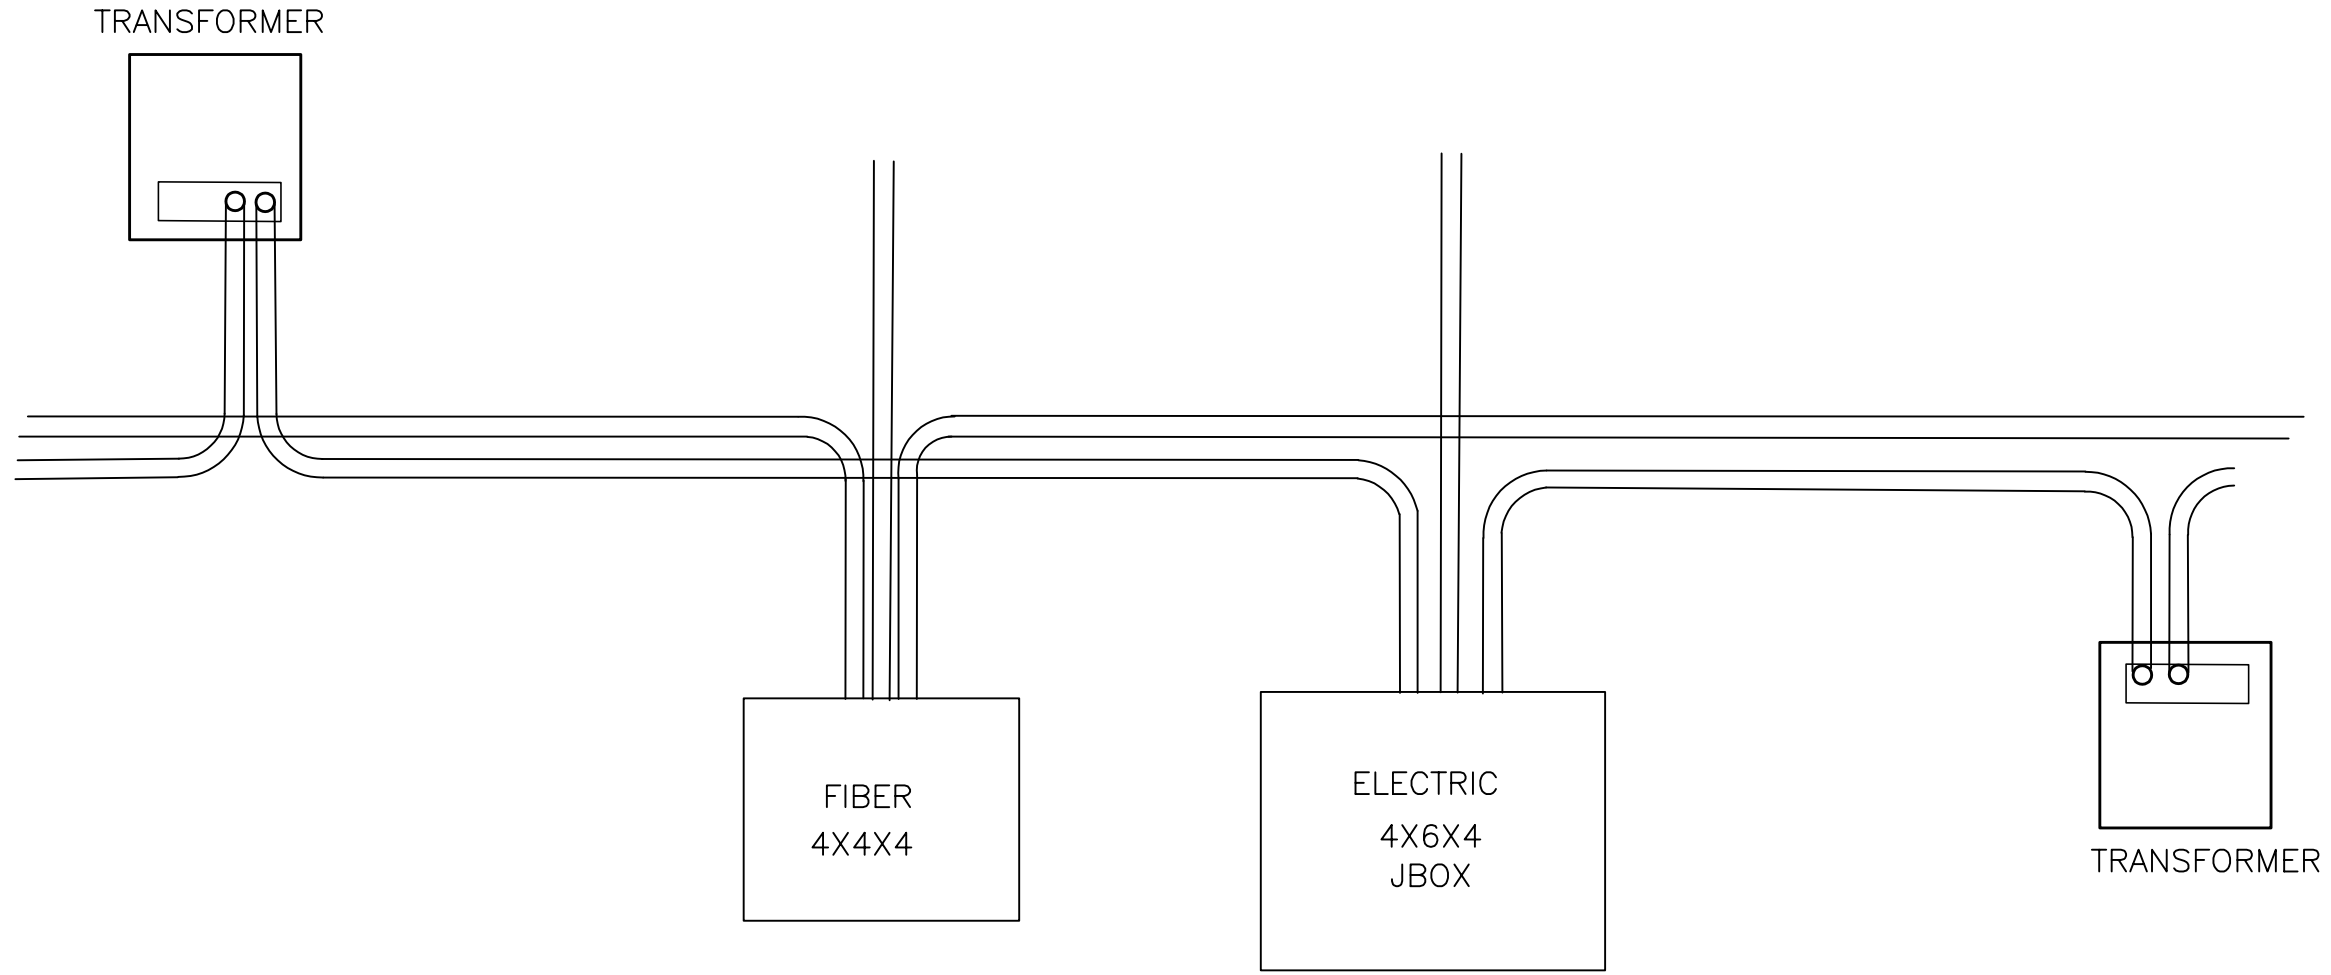 TRANSFORMER
FIBER
4X4X4
ELECTRIC
4X6X4
JBOX
TRANSFORMER